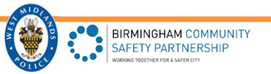 WEST MIDLANDS
POLICE
BIRMINGHAM COMMUNITY
SAFETY PARTNERSHIP
WORKING TOGETHER FOR A SAFER CITY